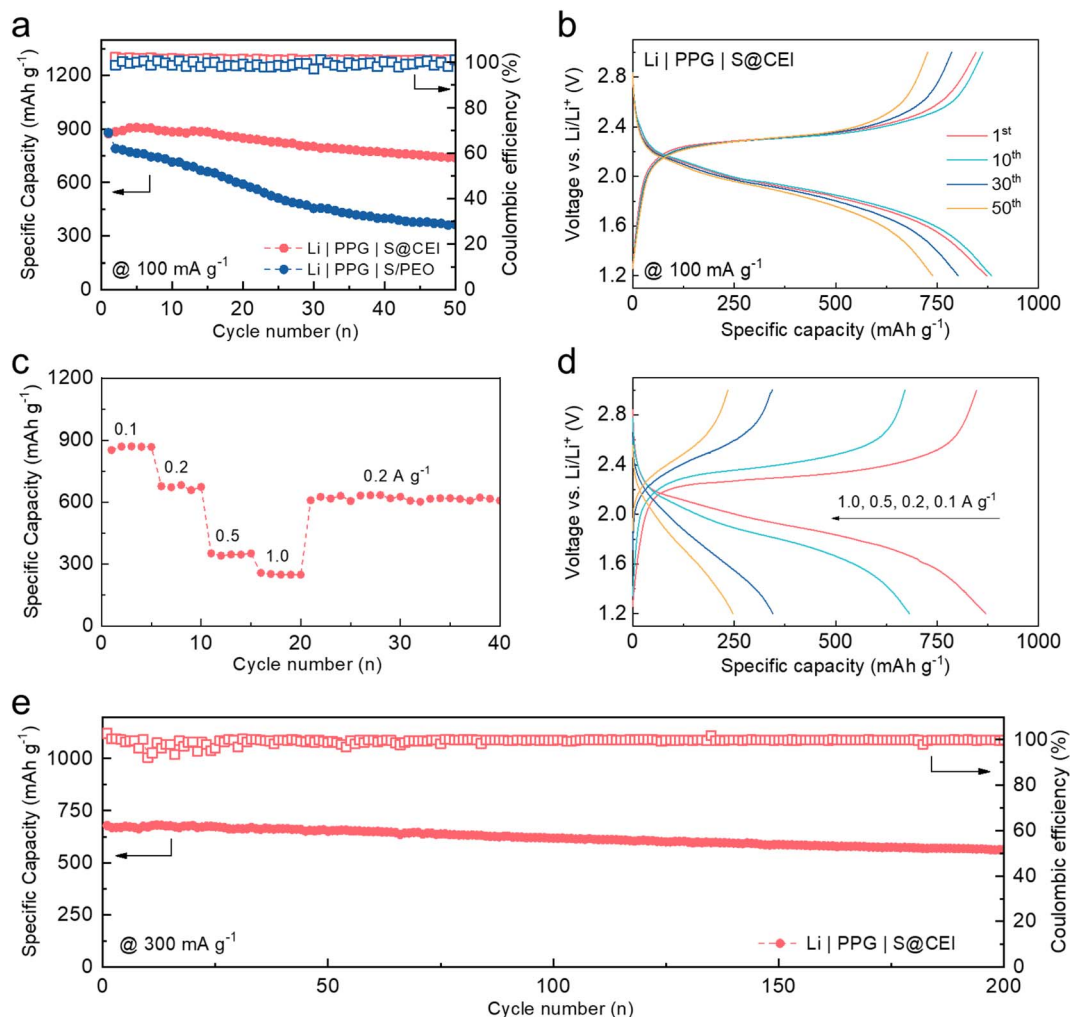 a
Specific Capacity (mAh g⁻¹)
1300
1200
900
600
300
0
0
10
20
30
40
50
Cycle number (n)
100
80
60
40
20
0
Coulombic efficiency (%)
Li | PPG | S@CEI
Li | PPG | S/PEO
@ 100 mA g⁻¹
b
Li | PPG | S@CEI
Voltage vs. Li/Li⁺ (V)
2.8
2.4
2.0
1.6
1.2
0
250
500
750
1000
Specific capacity (mAh g⁻¹)
1ˢᵗ
10ᵗʰ
30ᵗʰ
50ᵗʰ
@ 100 mA g⁻¹
c
Specific Capacity (mAh g⁻¹)
1200
900
600
300
0
0
10
20
30
40
Cycle number (n)
0.1
0.2
0.5
1.0
0.2 A g⁻¹
d
Voltage vs. Li/Li⁺ (V)
2.8
2.4
2.0
1.6
1.2
0
250
500
750
1000
Specific capacity (mAh g⁻¹)
1.0, 0.5, 0.2, 0.1 A g⁻¹
e
Specific Capacity (mAh g⁻¹)
1000
750
500
250
0
0
50
100
150
200
Cycle number (n)
100
80
60
40
20
0
Coulombic efficiency (%)
@ 300 mA g⁻¹
Li | PPG | S@CEI